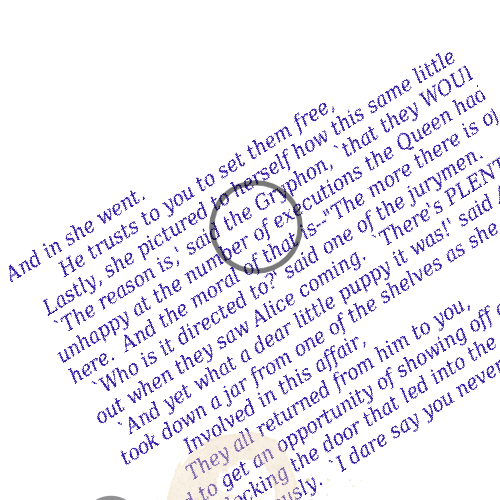 And in she went.
He trusts to you to set them free,
Lastly, she pictured to herself how this same little
`The reason is,' said the Gryphon, `that they WOUL
unhappy at the number of executions the Queen had
here. And the moral of that is--"The more there is of
`Who is it directed to?' said one of the jurymen.
out when they saw Alice coming. `There's PLENT
`And yet what a dear little puppy it was!' said
took down a jar from one of the shelves as she
Involved in this affair,
They all returned from him to you,
to get an opportunity of showing off
the door that led into the
`I dare say you never